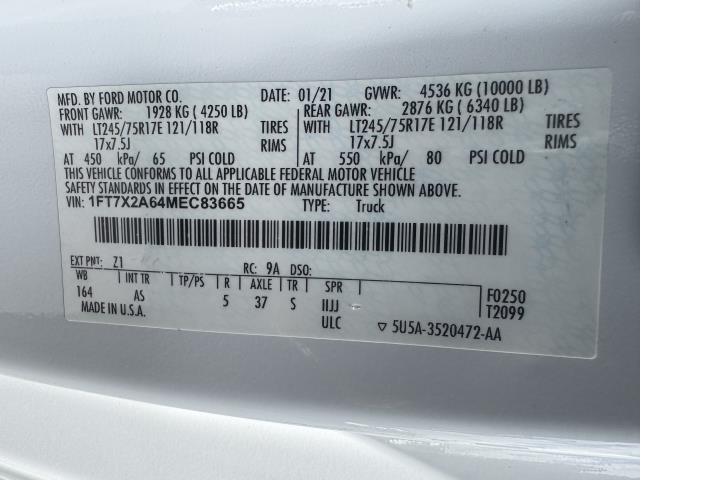 MFD. BY FORD MOTOR CO. DATE: 01/21 GVWR: 4536 KG (10000 LB)
FRONT GAWR: 1928 KG ( 4250 LB) REAR GAWR: 2876 KG ( 6340 LB)
WITH LT245/75R17E 121/118R TIRES WITH LT245/75R17E 121/118R TIRES
17x7.5J RIMS 17x7.5J RIMS
AT 450 kPa/ 65 PSI COLD AT 550 kPa/ 80 PSI COLD
THIS VEHICLE CONFORMS TO ALL APPLICABLE FEDERAL MOTOR VEHICLE
SAFETY STANDARDS IN EFFECT ON THE DATE OF MANUFACTURE SHOWN ABOVE.
VIN: 1FT7X2A64MEC83665 TYPE: Truck
EXT PNT: Z1 RC: 9A DSO:
WB INT TR TP/PS R AXLE TR SPR
164 AS 5 37 S IIJJ F0250
MADE IN U.S.A. ULC T2099
5U5A-3520472-AA